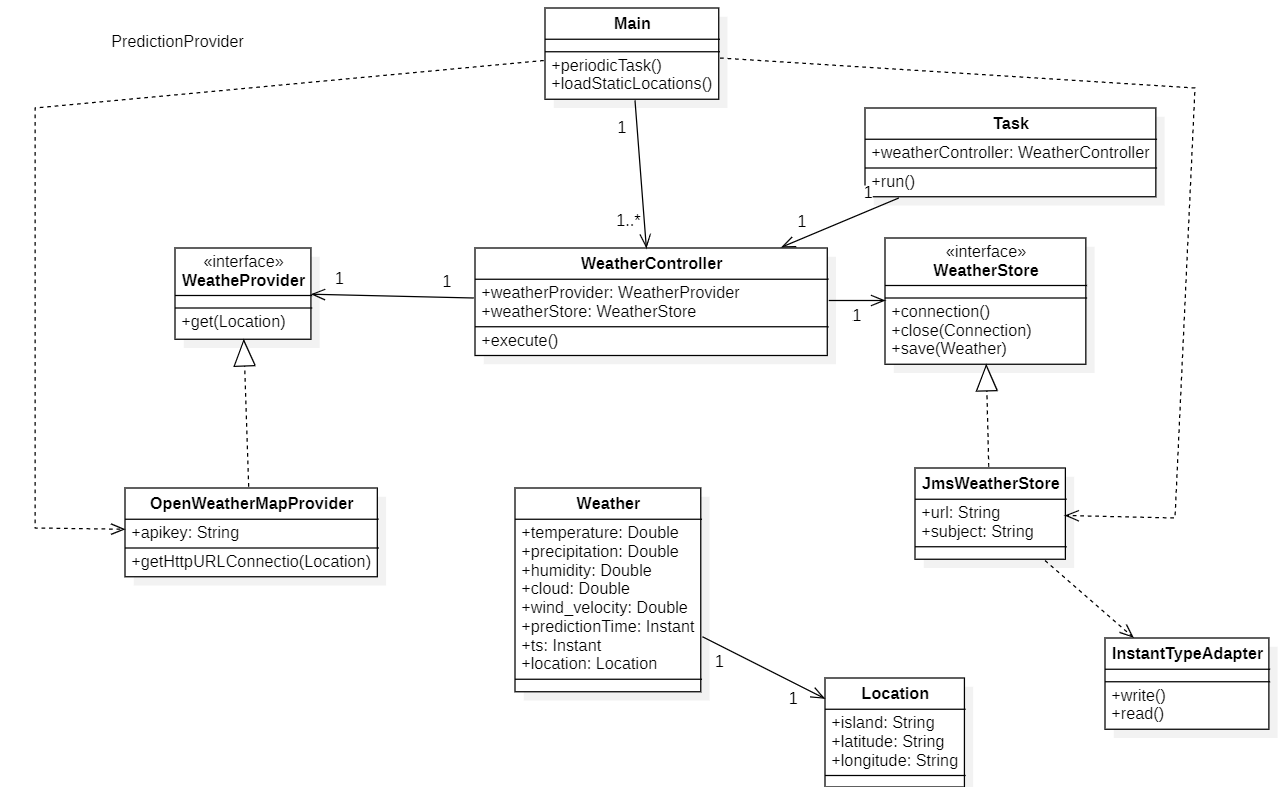 PredictionProvider
Main
+periodicTask()
+loadStaticLocations()
1
1..*
Task
+weatherController: WeatherController
+run()
1
1
«interface»
WeatheProvider
+get(Location)
1
1
WeatherController
+weatherProvider: WeatherProvider
+weatherStore: WeatherStore
+execute()
1
«interface»
WeatherStore
+connection()
+close(Connection)
+save(Weather)
OpenWeatherMapProvider
+apikey: String
+getHttpURLConnectio(Location)
Weather
+temperature: Double
+precipitation: Double
+humidity: Double
+cloud: Double
+wind_velocity: Double
+predictionTime: Instant
+ts: Instant
+location: Location
1
1
JmsWeatherStore
+url: String
+subject: String
Location
+island: String
+latitude: String
+longitude: String
InstantTypeAdapter
+write()
+read()